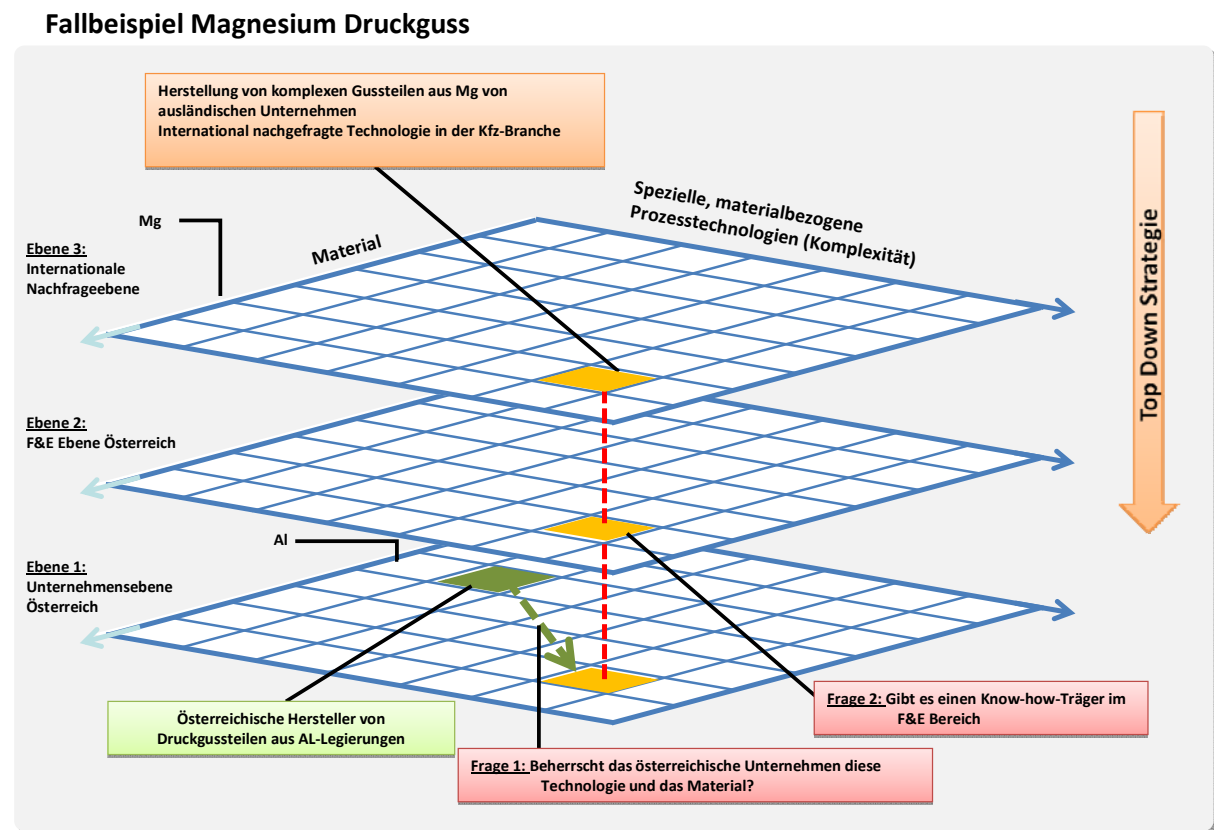 Fallbeispiel Magnesium Druckguss
Herstellung von komplexen Gussteilen aus Mg von
ausländischen Unternehmen
International nachgefragte Technologie in der Kfz-Branche
Spezielle, materialbezogene
Prozesstechnologien (Komplexität)
Material
Mg
Ebene 3:
Internationale
Nachfrageebene
Top Down Strategie
Ebene 2:
F&E Ebene Österreich
Al
Ebene 1:
Unternehmensebene
Österreich
Frage 2: Gibt es einen Know-how-Träger im
F&E Bereich
Österreichische Hersteller von
Druckgussteilen aus AL-Legierungen
Frage 1: Beherrscht das österreichische Unternehmen diese
Technologie und das Material?